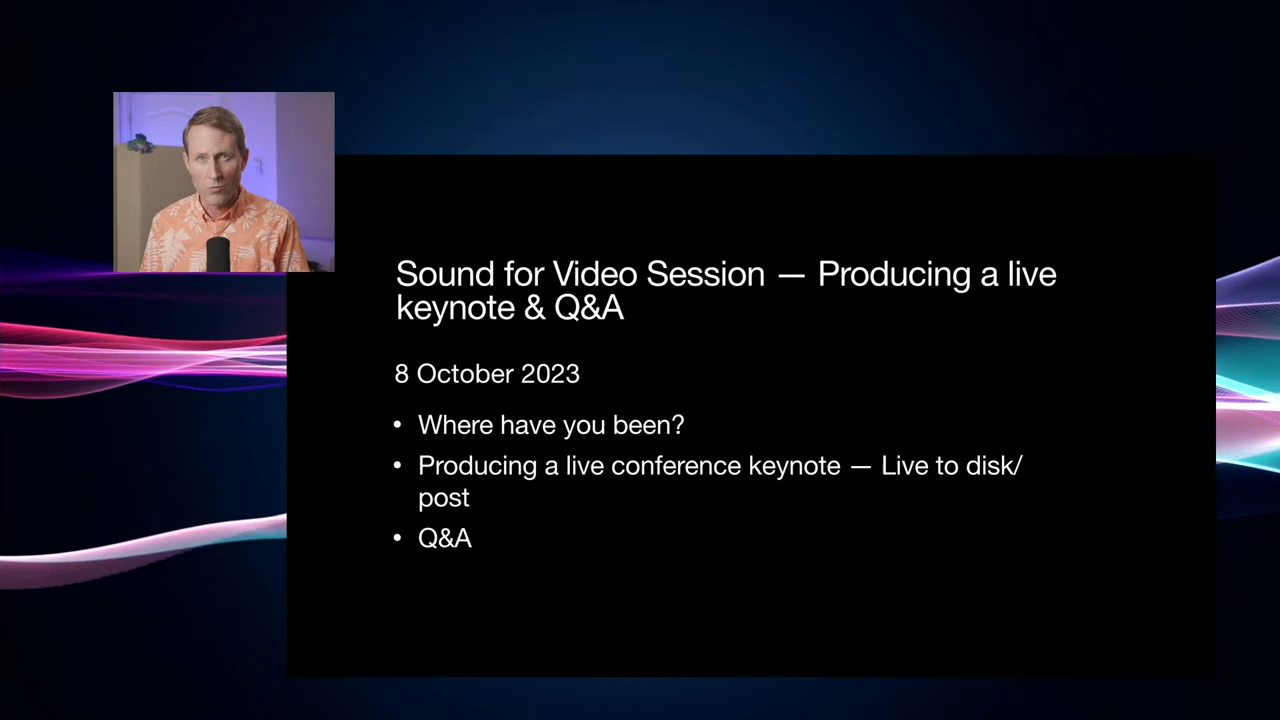 Sound for Video Session — Producing a live
keynote & Q&A
8 October 2023
• Where have you been?
• Producing a live conference keynote — Live to disk/
post
• Q&A